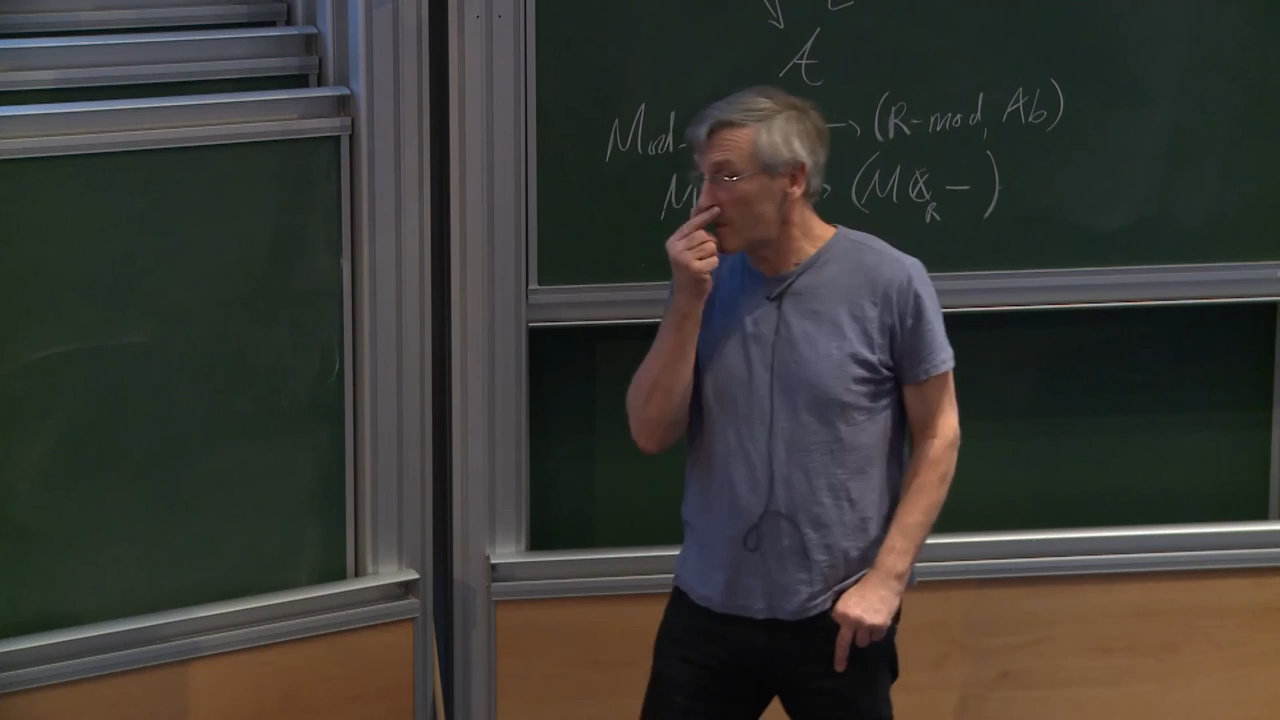 A
Mod- → (R-mod, Ab)
M (M ⊗_R −)